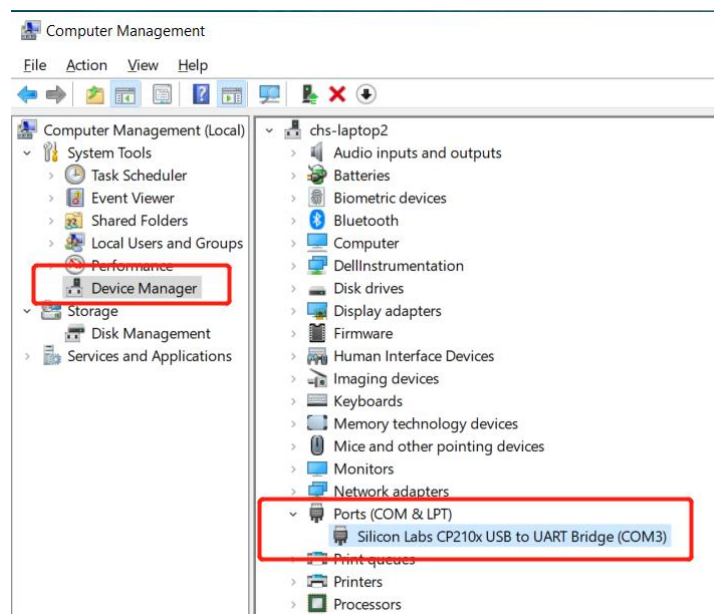 Computer Management
File Action View Help
Computer Management (Local)
System Tools
Task Scheduler
Event Viewer
Shared Folders
Local Users and Groups
Performance
Device Manager
Storage
Disk Management
Services and Applications
chs-laptop2
Audio inputs and outputs
Batteries
Biometric devices
Bluetooth
Computer
DellInstrumentation
Disk drives
Display adapters
Firmware
Human Interface Devices
Imaging devices
Keyboards
Memory technology devices
Mice and other pointing devices
Monitors
Network adapters
Ports (COM & LPT)
Silicon Labs CP210x USB to UART Bridge (COM3)
Print queues
Printers
Processors